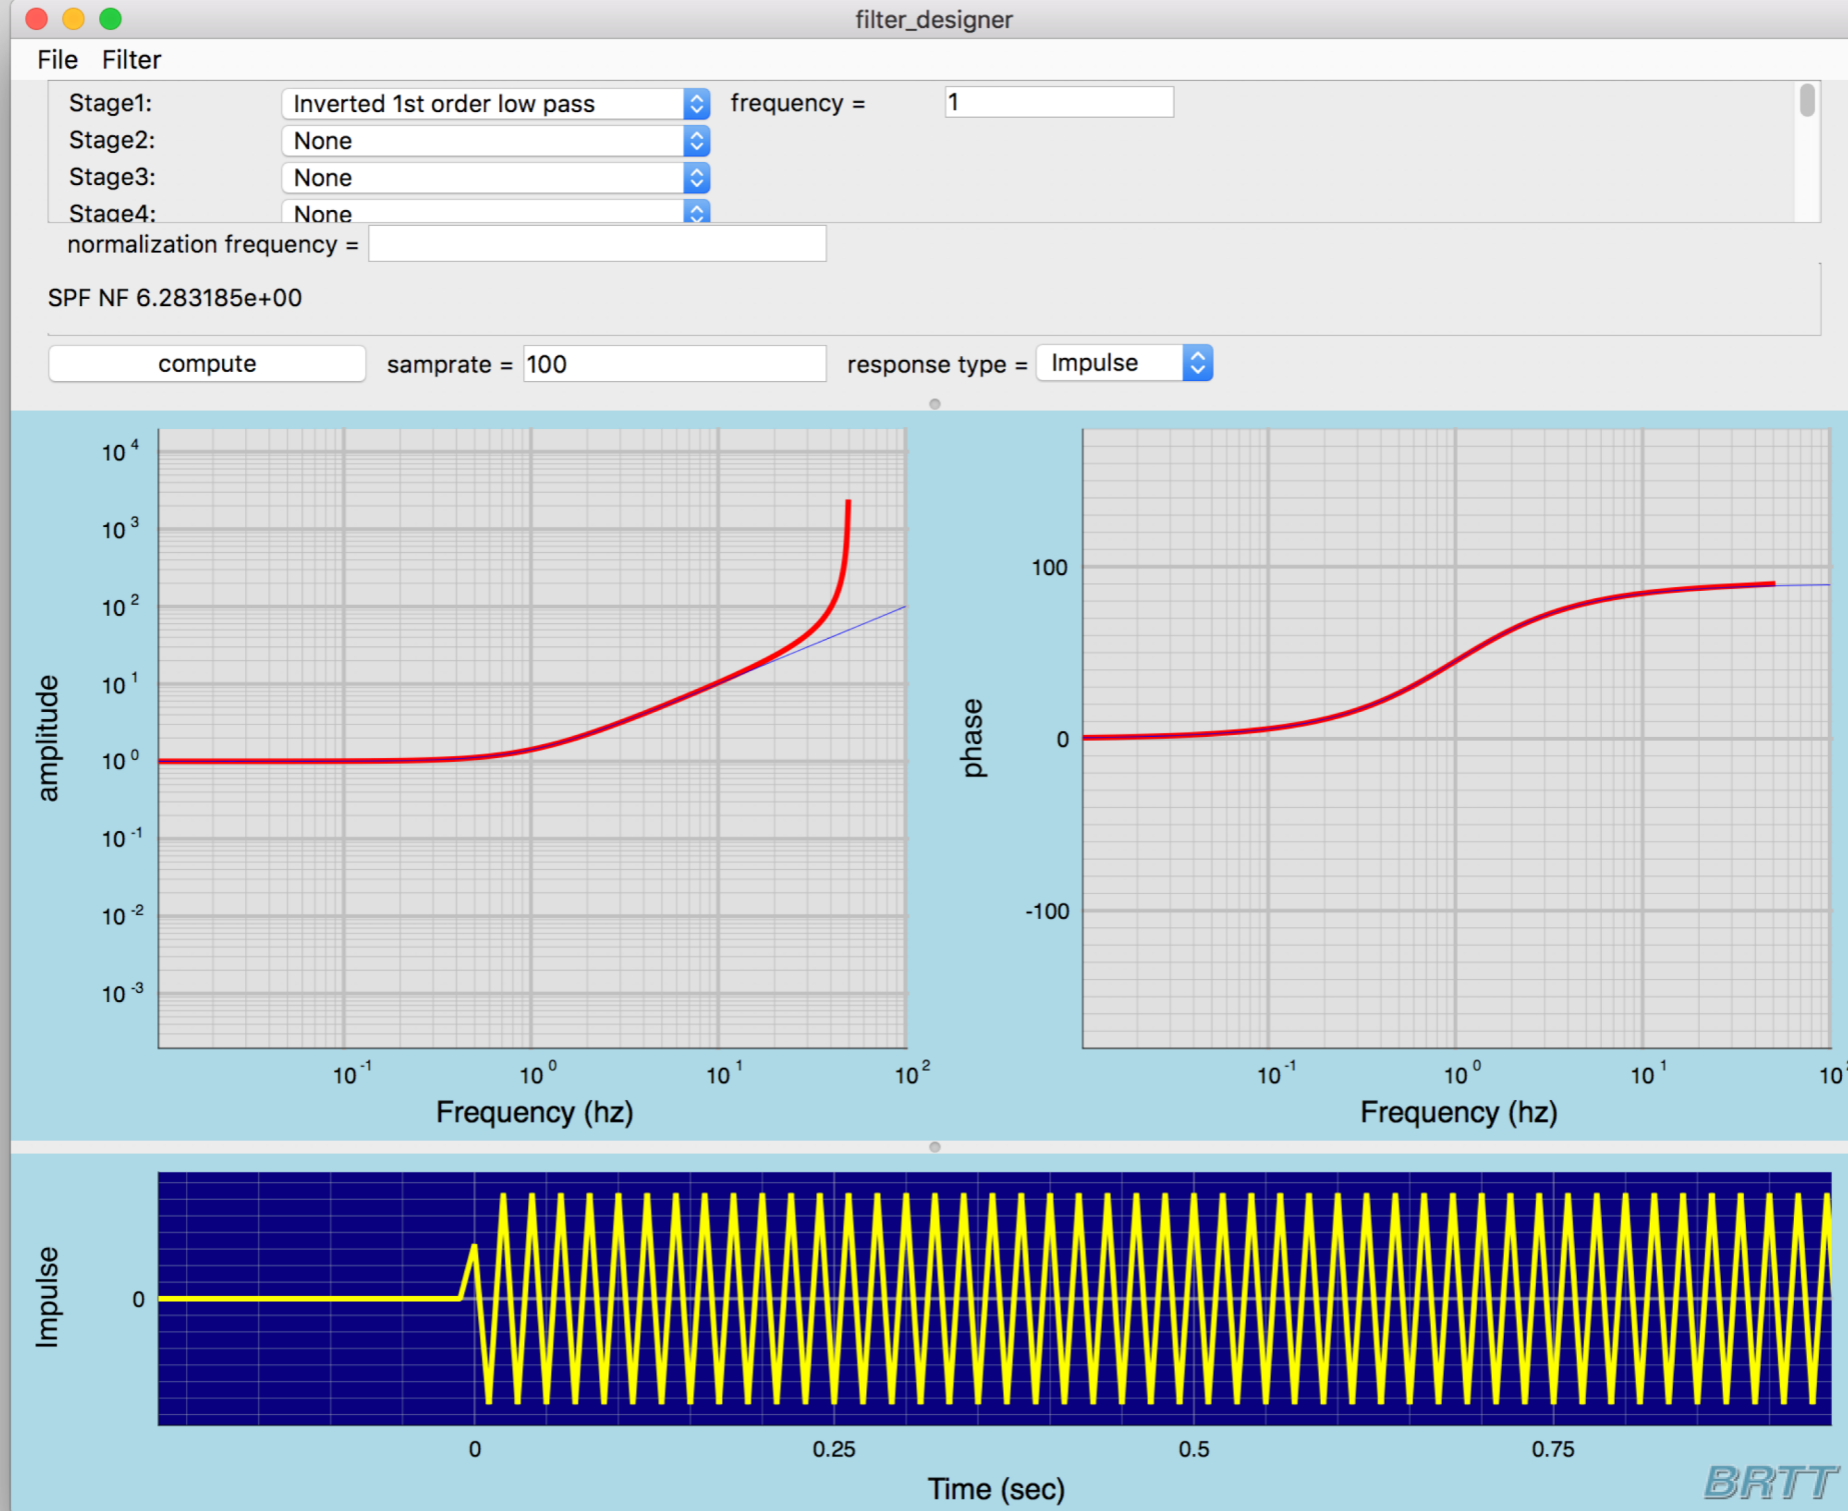 filter_designer
File Filter
Stage1: Inverted 1st order low pass frequency = 1
Stage2: None
Stage3: None
Stage4: None
normalization frequency =
SPF NF 6.283185e+00
compute samprate = 100 response type = Impulse
amplitude
10 4
10 3
10 2
10 1
10 0
10 -1
10 -2
10 -3
10 -1 10 0 10 1 10 2
Frequency (hz)
phase
100
0
-100
10 -1 10 0 10 1 10
Frequency (hz)
Impulse
0
0 0.25 0.5 0.75
Time (sec)
BRTT